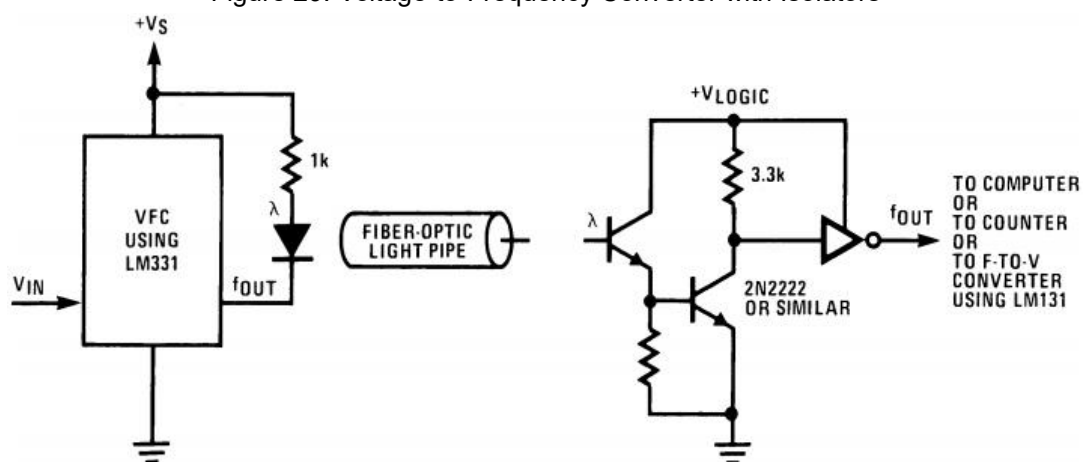 Figure Voltage-to-Frequency Converter with Isolators
+VS
1k
λ
VFC
USING
LM331
VIN
fOUT
FIBER-OPTIC
LIGHT PIPE
+VLOGIC
3.3k
λ
2N2222
OR SIMILAR
fOUT
TO COMPUTER
OR
TO COUNTER
OR
TO F-TO-V
CONVERTER
USING LM131